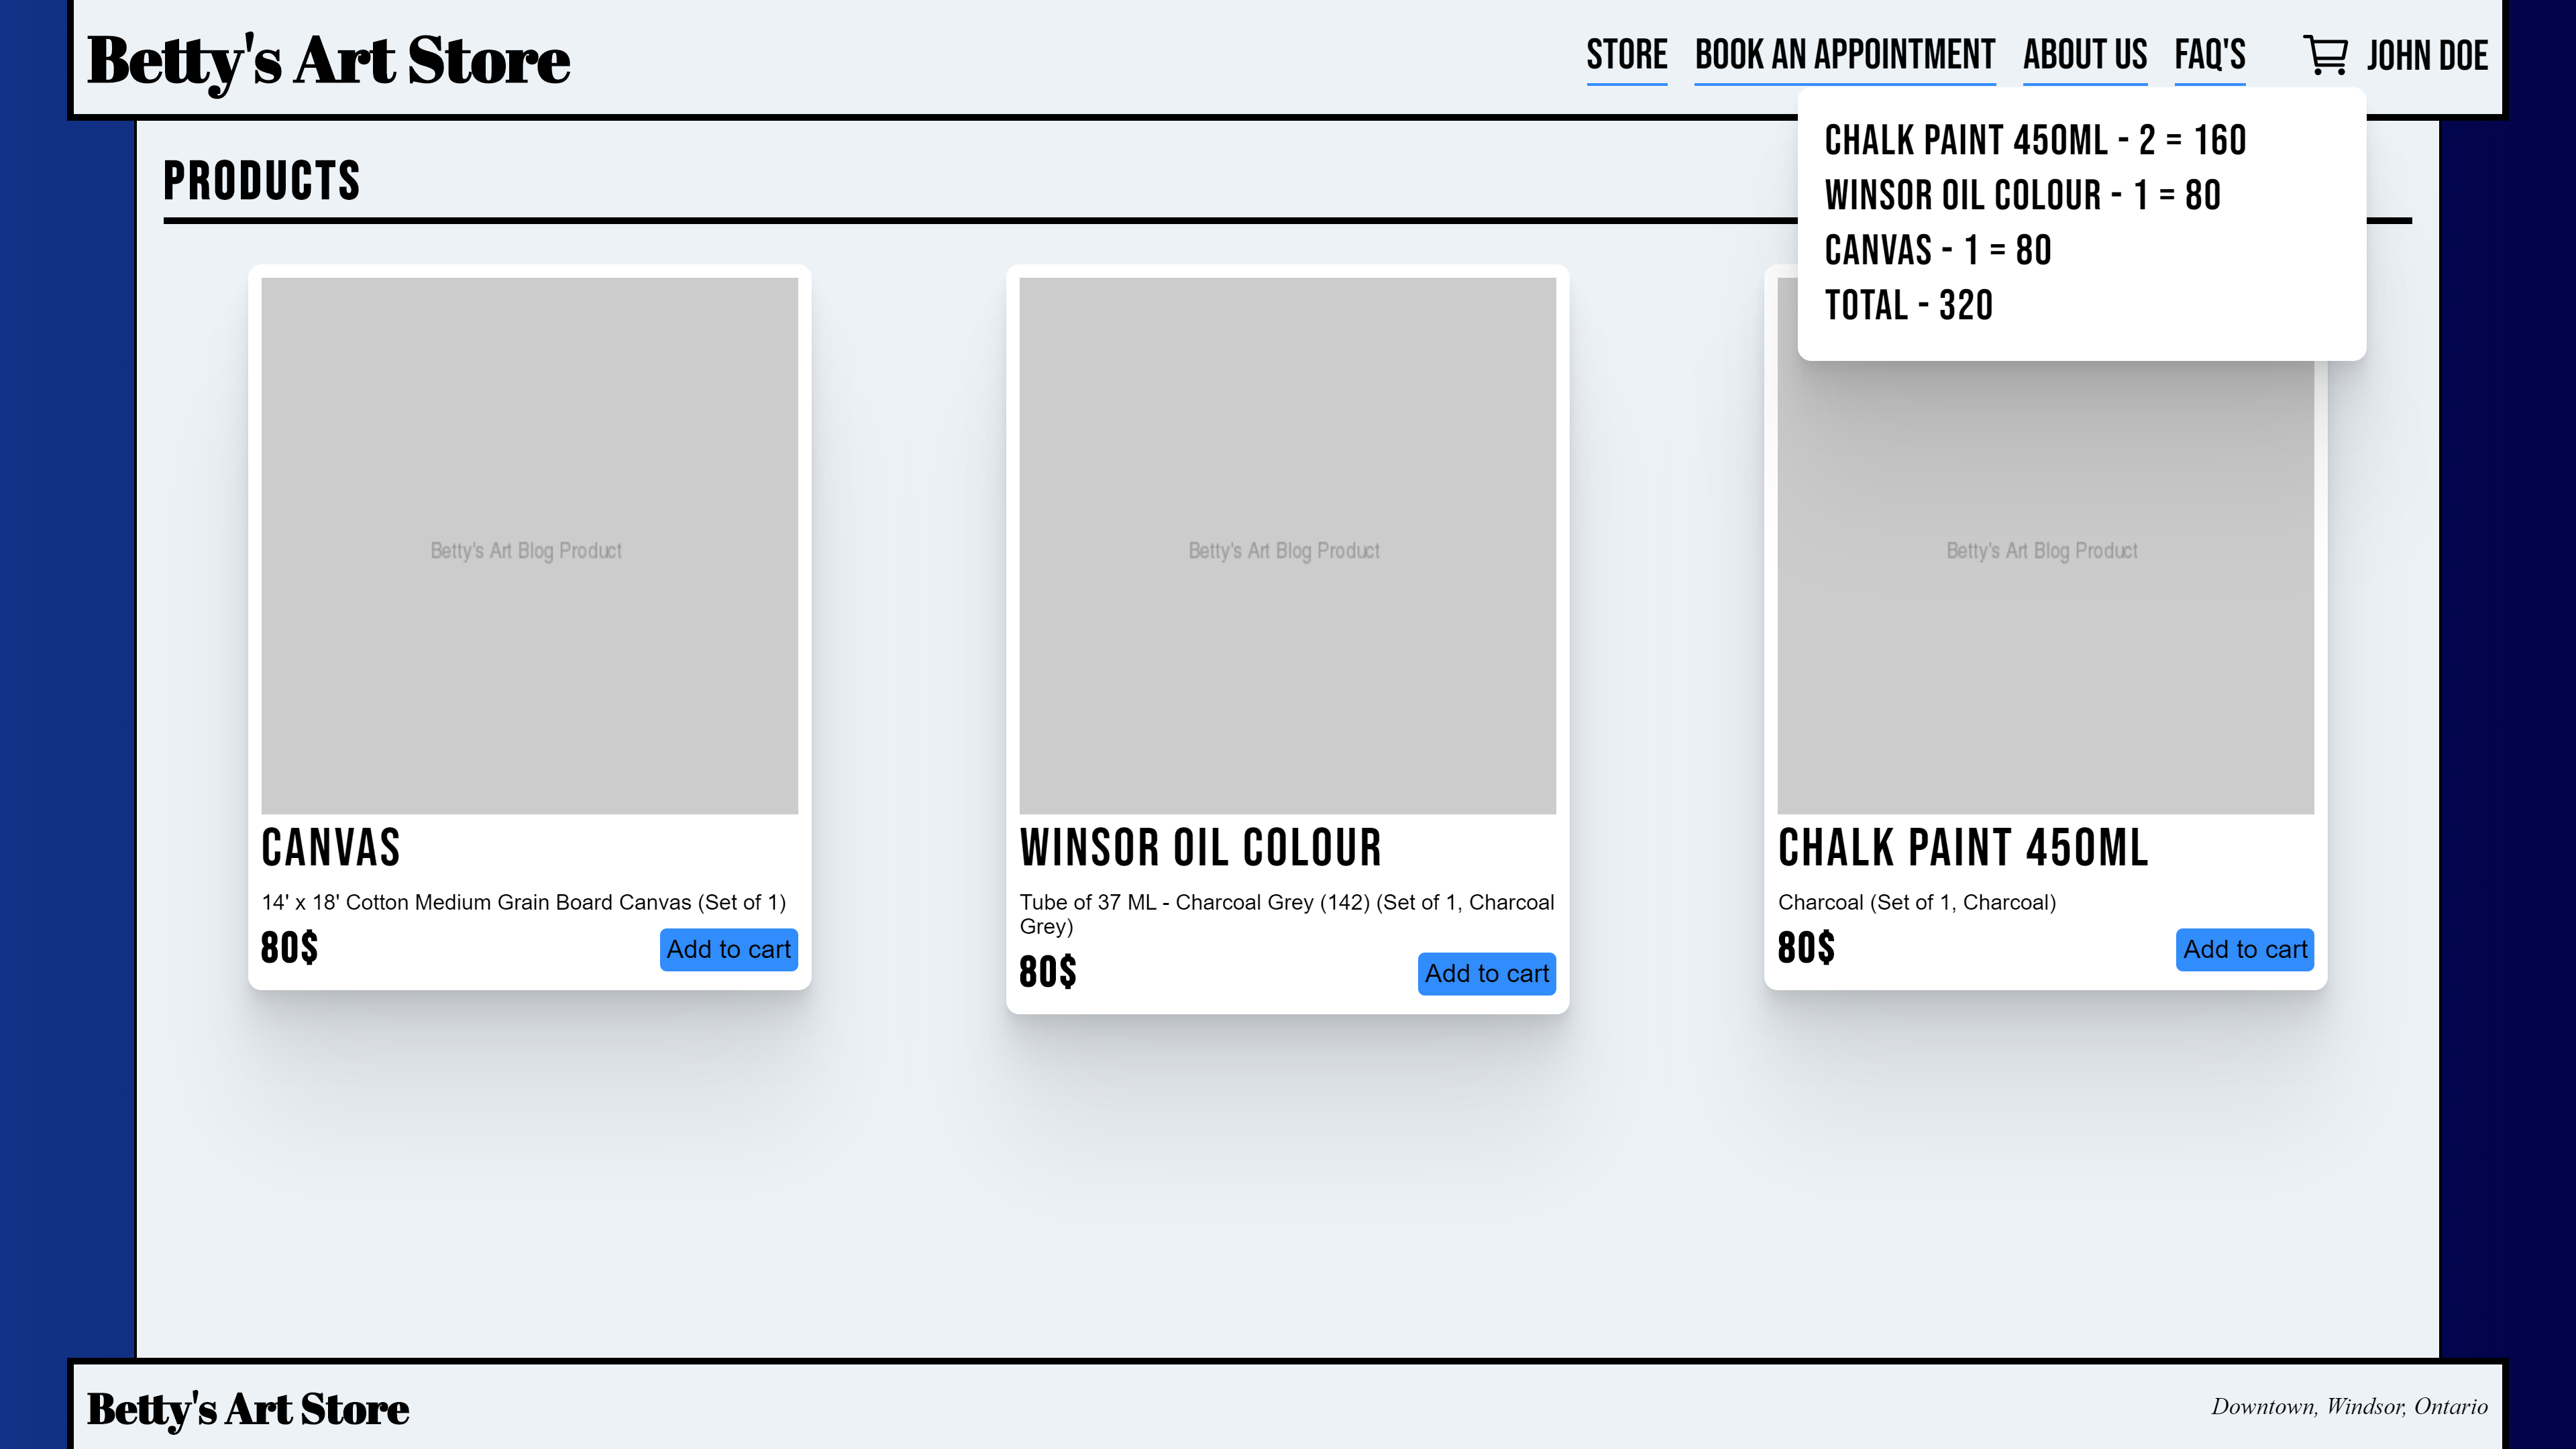 Betty's Art Store
STORE BOOK AN APPOINTMENT ABOUT US FAQ'S JOHN DOE
CHALK PAINT 450ML - 2 = 160
WINSOR OIL COLOUR - 1 = 80
CANVAS - 1 = 80
TOTAL - 320
PRODUCTS
Betty's Art Blog Product
CANVAS
14' x 18' Cotton Medium Grain Board Canvas (Set of 1)
80$ Add to cart
Betty's Art Blog Product
WINSOR OIL COLOUR
Tube of 37 ML - Charcoal Grey (142) (Set of 1, Charcoal
Grey)
80$ Add to cart
Betty's Art Blog Product
CHALK PAINT 450ML
Charcoal (Set of 1, Charcoal)
80$ Add to cart
Betty's Art Store
Downtown, Windsor, Ontario